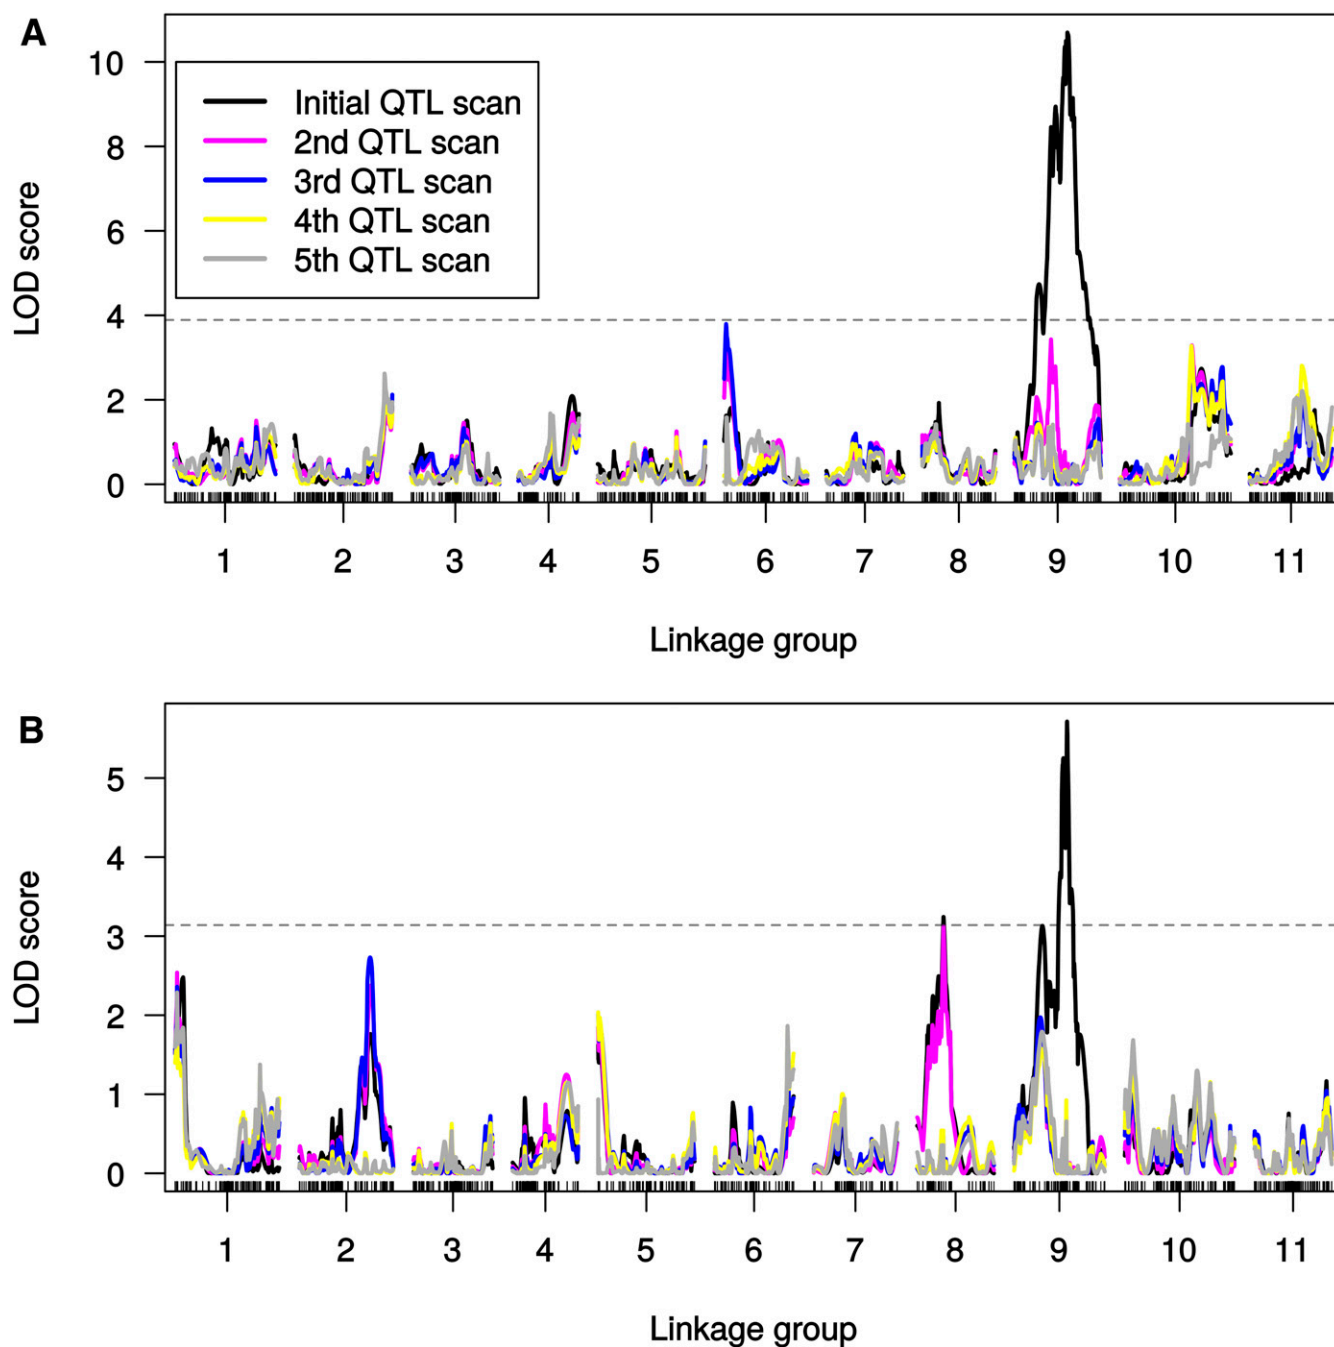 A
10
8
6
4
2
0
LOD score
Initial QTL scan
2nd QTL scan
3rd QTL scan
4th QTL scan
5th QTL scan
1 2 3 4 5 6 7 8 9 10 11
Linkage group
B
5
4
3
2
1
0
LOD score
1 2 3 4 5 6 7 8 9 10 11
Linkage group